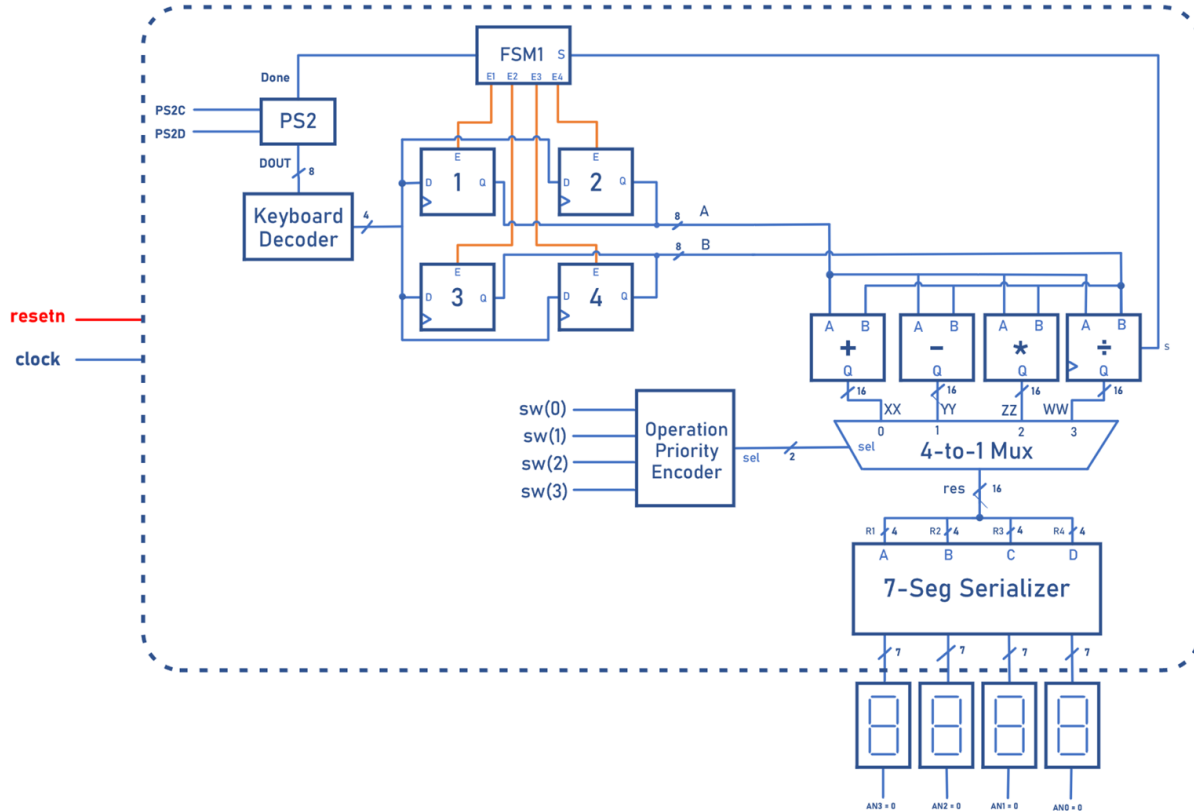 FSM1 S
E1 E2 E3 E4
Done
PS2C
PS2D
PS2
DOUT
8
Keyboard
Decoder
4
E
D 1 Q
E
D 2 Q
8 A
8 B
E
D 3 Q
E
D 4 Q
resetn
clock
A B
+
Q
A B
-
Q
A B
*
Q
A B
÷
Q
s
16
16
16
16
XX
YY
ZZ
WW
0 1 2 3
sel
4-to-1 Mux
sw(0)
sw(1)
sw(2)
sw(3)
Operation
Priority
Encoder
sel 2
res 16
R1 4 R2 4 R3 4 R4 4
A B C D
7-Seg Serializer
7 7 7 7
AN3 = 0 AN2 = 0 AN1 = 0 AN0 = 0